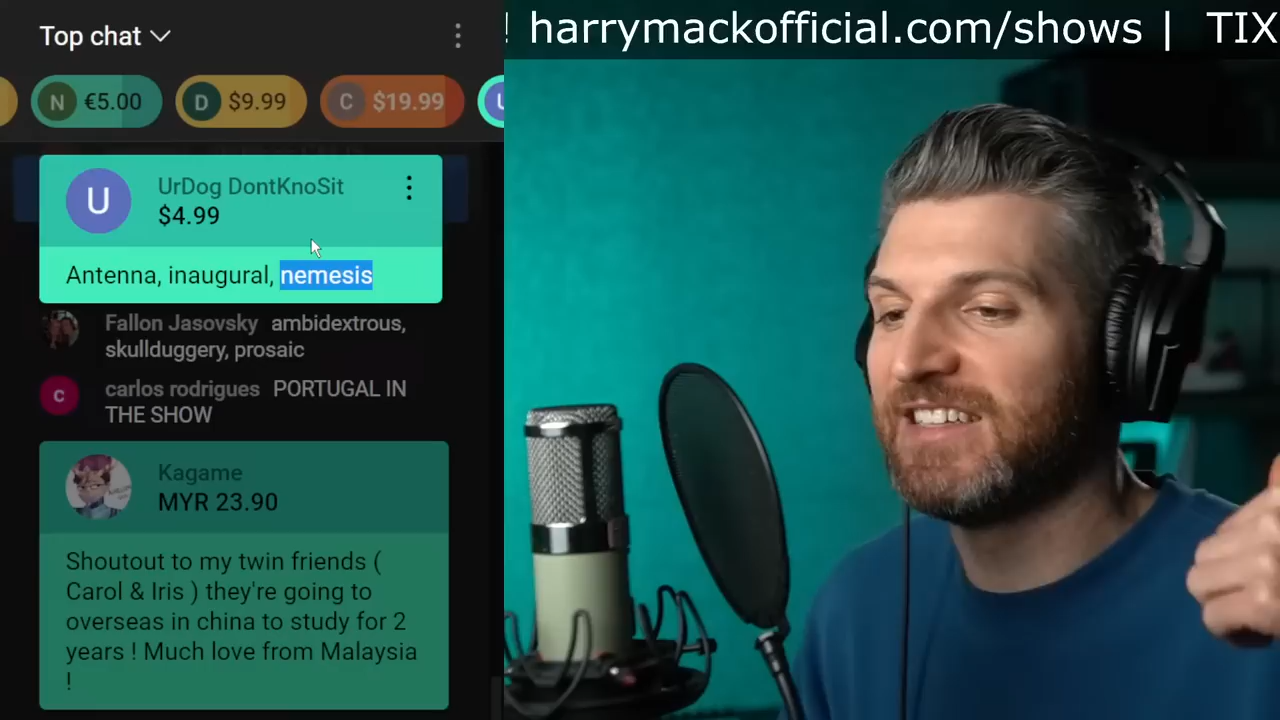 Top chat
! harrymackofficial.com/shows | TIX
N €5.00
D $9.99
C $19.99
U
U
UrDog DontKnoSit
$4.99
Antenna, inaugural, nemesis
Fallon Jasovsky ambidextrous,
skullduggery, prosaic
c carlos rodrigues PORTUGAL IN
THE SHOW
Kagame
MYR 23.90
Shoutout to my twin friends (
Carol & Iris ) they're going to
overseas in china to study for 2
years ! Much love from Malaysia
!